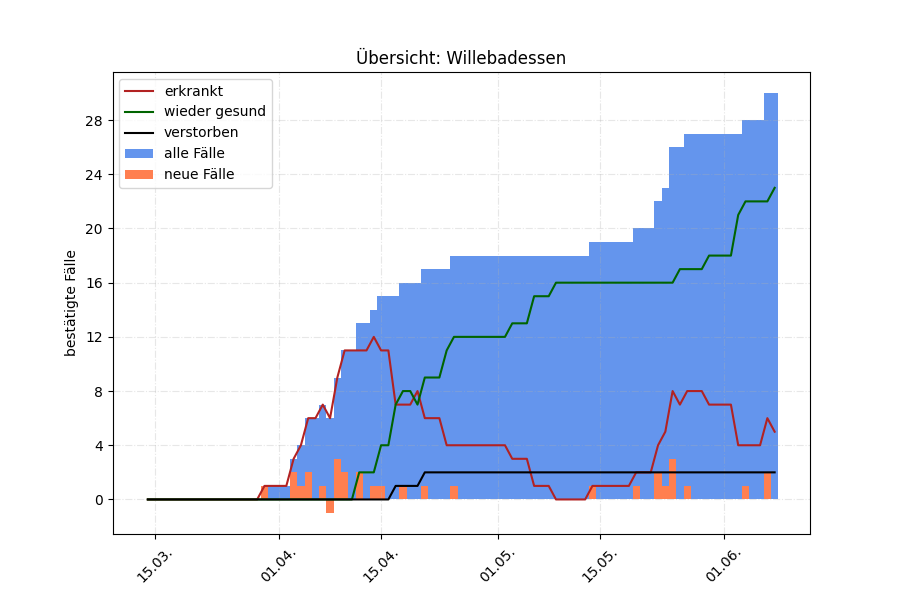 Übersicht: Willebadessen
erkrankt
wieder gesund
verstorben
alle Fälle
neue Fälle
bestätigte Fälle
28
24
20
16
12
8
4
0
15.03.
01.04.
15.04.
01.05.
15.05.
01.06.